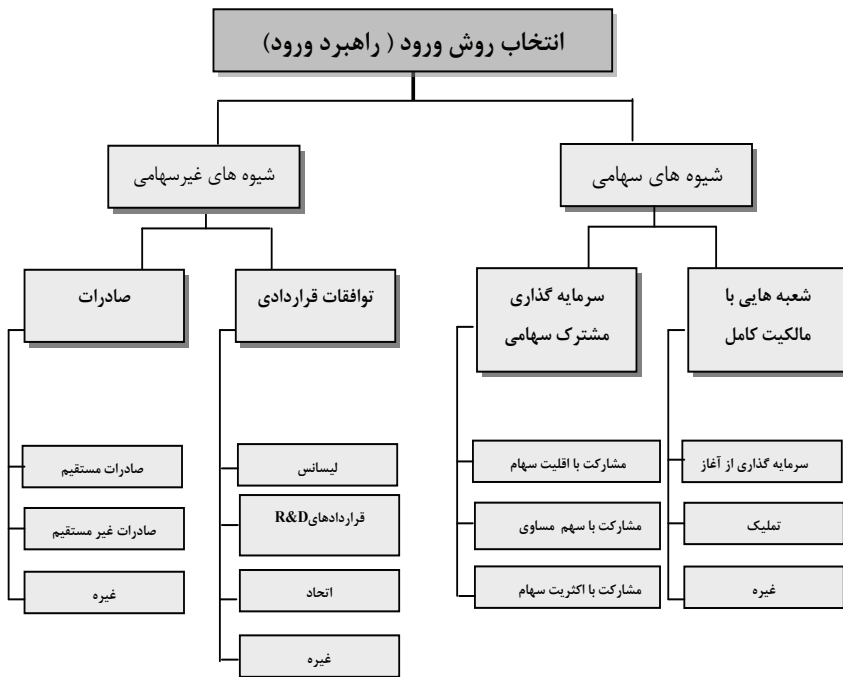 انتخاب روش ورود ( راهبرد ورود)
شیوه های سهامی
شیوه های غیرسهامی
شعبه هایی با
مالکیت کامل
سرمایه گذاری
مشترک سهامی
توافقات قراردادی
صادرات
سرمایه گذاری از آغاز
تملیک
غیره
مشارکت با اقلیت سهام
مشارکت با سهم مساوی
مشارکت با اکثریت سهام
لیسانس
قراردادهایR&D
اتحاد
غیره
صادرات مستقیم
صادرات غیر مستقیم
غیره